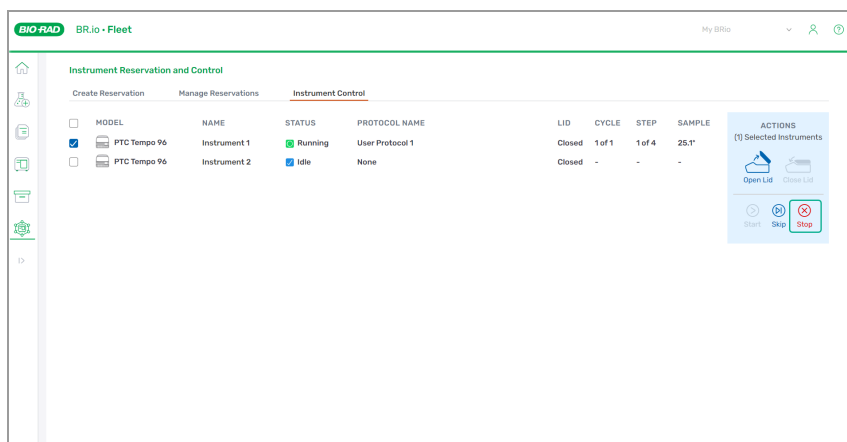 BIO-RAD BR.io • Fleet My BRio
Instrument Reservation and Control
Create Reservation Manage Reservations Instrument Control
MODEL NAME STATUS PROTOCOL NAME LID CYCLE STEP SAMPLE
PTC Tempo 96 Instrument 1 Running User Protocol 1 Closed 1 of 1 1 of 4 25.1°
PTC Tempo 96 Instrument 2 Idle None Closed - - -
ACTIONS
(1) Selected Instruments
Open Lid Close Lid
Start Skip Stop